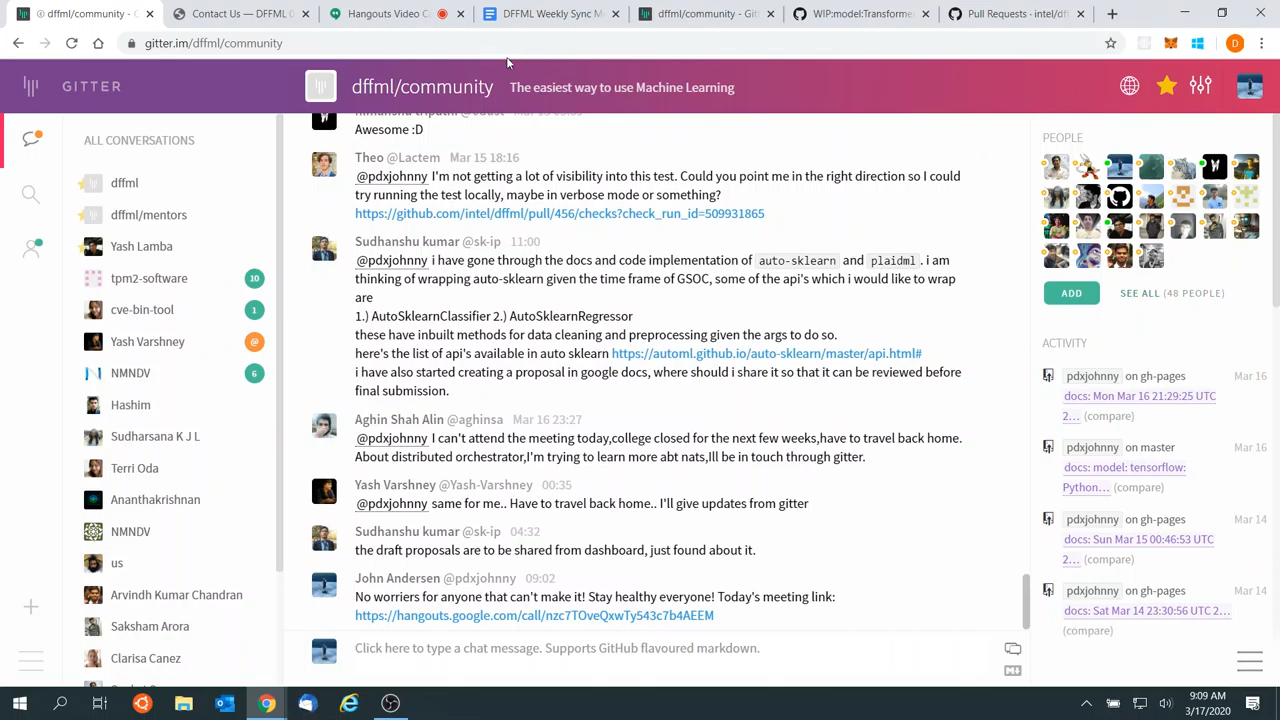 dffml/community - G
Contact Us — DFFML 0
Hangouts Video C
DFFML Weekly Sync M
dffml/community - Git
WIP:model:Transforme
Pull Requests · intel/dff
gitter.im/dffml/community
D
GITTER
dffml/community
The easiest way to use Machine Learning
ALL CONVERSATIONS
dffml
dffml/mentors
Yash Lamba
tpm2-software
10
cve-bin-tool
1
Yash Varshney
@
NMNDV
6
Hashim
Sudharsana K J L
Terri Oda
Ananthakrishnan
NMNDV
us
Arvindh Kumar Chandran
Saksham Arora
Clarisa Canez
Awesome :D
Theo @Lactem Mar 15 18:16
@pdxjohnny I'm not getting a lot of visibility into this test. Could you point me in the right direction so I could
try running the test locally, maybe in verbose mode or something?
https://github.com/intel/dffml/pull/456/checks?check_run_id=509931865
Sudhanshu kumar @sk-ip 11:00
@pdxjohnny i have gone through the docs and code implementation of auto-sklearn and plaidml. i am
thinking of wrapping auto-sklearn given the time frame of GSOC, some of the api's which i would like to wrap
are
1.) AutoSklearnClassifier 2.) AutoSklearnRegressor
these have inbuilt methods for data cleaning and preprocessing given the args to do so.
here's the list of api's available in auto sklearn https://automl.github.io/auto-sklearn/master/api.html#
i have also started creating a proposal in google docs, where should i share it so that it can be reviewed before
final submission.
Aghin Shah Alin @aghinsa Mar 16 23:27
@pdxjohnny I can't attend the meeting today,college closed for the next few weeks,have to travel back home.
About distributed orchestrator,I'm trying to learn more abt nats,Ill be in touch through gitter.
Yash Varshney @Yash-Varshney 00:35
@pdxjohnny same for me.. Have to travel back home.. I'll give updates from gitter
Sudhanshu kumar @sk-ip 04:32
the draft proposals are to be shared from dashboard, just found about it.
John Andersen @pdxjohnny 09:02
No worriers for anyone that can't make it! Stay healthy everyone! Today's meeting link:
https://hangouts.google.com/call/nzc7TOveQxwTy543c7b4AEEM
Click here to type a chat message. Supports GitHub flavoured markdown.
PEOPLE
ADD
SEE ALL (48 PEOPLE)
ACTIVITY
pdxjohnny on gh-pages Mar 16
docs: Mon Mar 16 21:29:25 UTC
2… (compare)
pdxjohnny on master Mar 16
docs: model: tensorflow:
Python… (compare)
pdxjohnny on gh-pages Mar 14
docs: Sun Mar 15 00:46:53 UTC
2… (compare)
pdxjohnny on gh-pages Mar 14
docs: Sat Mar 14 23:30:56 UTC 2…
(compare)
9:09 AM
3/17/2020